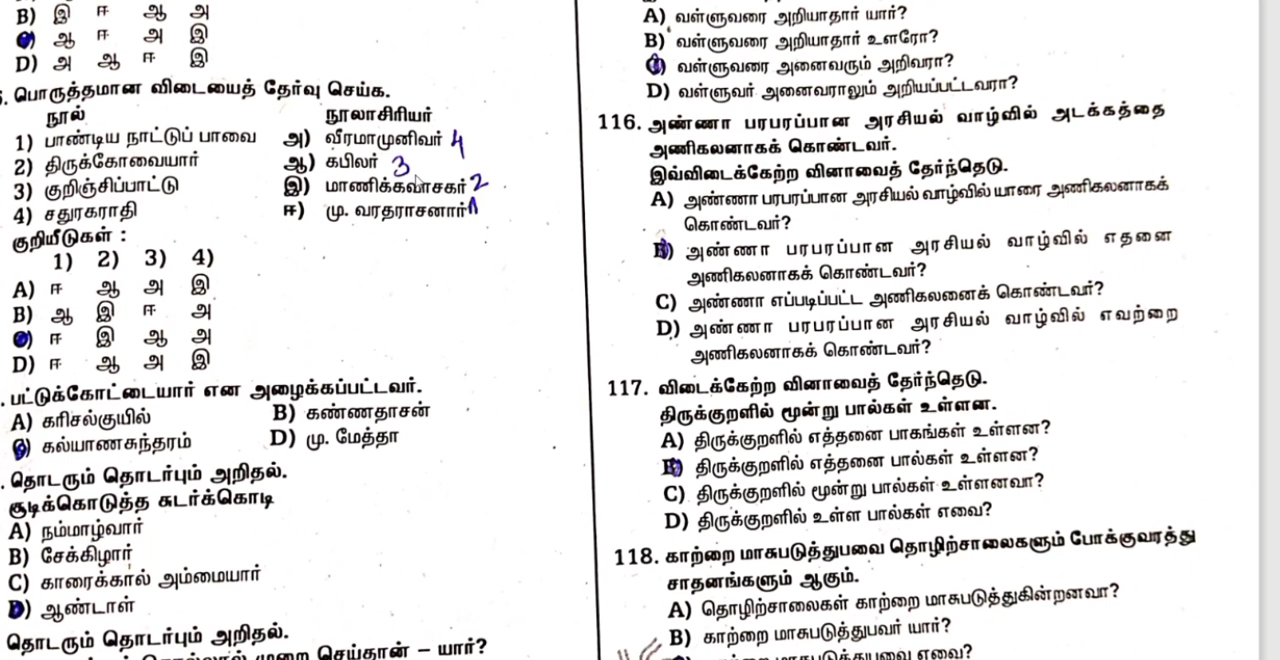 B) இ ஈ ஆ அ
ஆ ஈ அ இ
D) அ ஆ ஈ இ
. பொருத்தமான விடையைத் தேர்வு செய்க.
நூல் நூலாசிரியர்
1) பாண்டிய நாட்டுப் பாவை அ) வீரமாமுனிவர் 4
2) திருக்கோவையார் ஆ) கபிலர் 3
3) குறிஞ்சிப்பாட்டு இ) மாணிக்கவாசகர் 2
4) சதுரகராதி ஈ) மு. வரதராசனார் 1
குறியீடுகள் :
1) 2) 3) 4)
A) ஈ ஆ அ இ
B) ஆ இ ஈ அ
ஈ இ ஆ அ
D) ஈ ஆ அ இ
. பட்டுக்கோட்டையார் என அழைக்கப்பட்டவர்.
A) கரிசல்குயில் B) கண்ணதாசன்
C) கல்யாணசுந்தரம் D) மு. மேத்தா
. தொடரும் தொடர்பும் அறிதல்.
சூடிக்கொடுத்த சுடர்க்கொடி
A) நம்மாழ்வார்
B) சேக்கிழார்
C) காரைக்கால் அம்மையார்
D) ஆண்டாள்
தொடரும் தொடர்பும் அறிதல்.
முறை செய்தான் – யார்?
A) வள்ளுவரை அறியாதார் யார்?
B) வள்ளுவரை அறியாதார் உளரோ?
வள்ளுவரை அனைவரும் அறிவரா?
D) வள்ளுவர் அனைவராலும் அறியப்பட்டவரா?
116. அண்ணா பரபரப்பான அரசியல் வாழ்வில் அடக்கத்தை
அணிகலனாகக் கொண்டவர்.
இவ்விடைக்கேற்ற வினாவைத் தேர்ந்தெடு.
A) அண்ணா பரபரப்பான அரசியல் வாழ்வில் யாரை அணிகலனாகக்
கொண்டவர்?
B) அண்ணா பரபரப்பான அரசியல் வாழ்வில் எதனை
அணிகலனாகக் கொண்டவர்?
C) அண்ணா எப்படிப்பட்ட அணிகலனைக் கொண்டவர்?
D) அண்ணா பரபரப்பான அரசியல் வாழ்வில் எவற்றை
அணிகலனாகக் கொண்டவர்?
117. விடைக்கேற்ற வினாவைத் தேர்ந்தெடு.
திருக்குறளில் மூன்று பால்கள் உள்ளன.
A) திருக்குறளில் எத்தனை பாகங்கள் உள்ளன?
B) திருக்குறளில் எத்தனை பால்கள் உள்ளன?
C) திருக்குறளில் மூன்று பால்கள் உள்ளனவா?
D) திருக்குறளில் உள்ள பால்கள் எவை?
118. காற்றை மாசுபடுத்துபவை தொழிற்சாலைகளும் போக்குவரத்து
சாதனங்களும் ஆகும்.
A) தொழிற்சாலைகள் காற்றை மாசுபடுத்துகின்றனவா?
B) காற்றை மாசுபடுத்துபவர் யார்?
காற்றை மாசுபடுத்துபவை எவை?